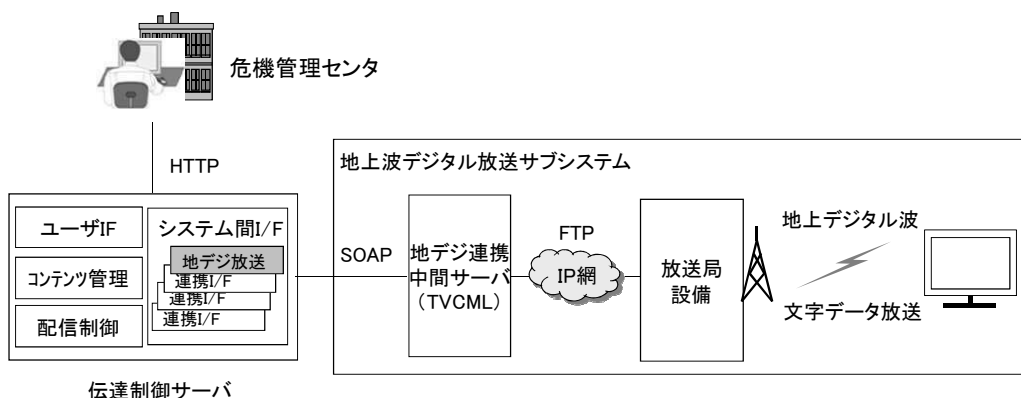 危機管理センタ
HTTP
地上波デジタル放送サブシステム
ユーザIF
コンテンツ管理
配信制御
システム間I/F
地デジ放送
連携I/F
連携I/F
連携I/F
SOAP
地デジ連携
中間サーバ
(TVCML)
FTP
IP網
放送局
設備
地上デジタル波
文字データ放送
伝達制御サーバ